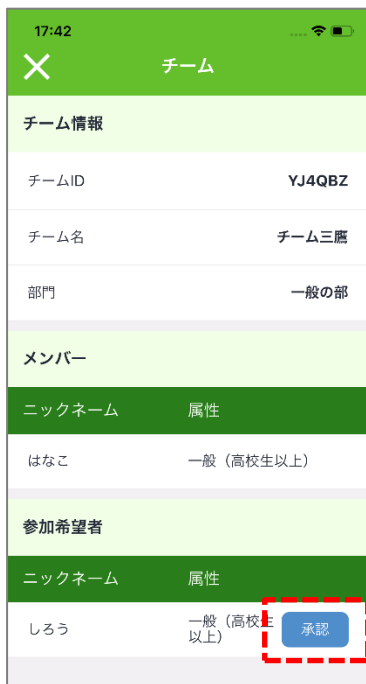 17:42
チーム
チーム情報
チームID YJ4QBZ
チーム名 チーム三鷹
部門 一般の部
メンバー
ニックネーム 属性
はなこ 一般（高校生以上）
参加希望者
ニックネーム 属性
しろう 一般（高校生
以上） 承認